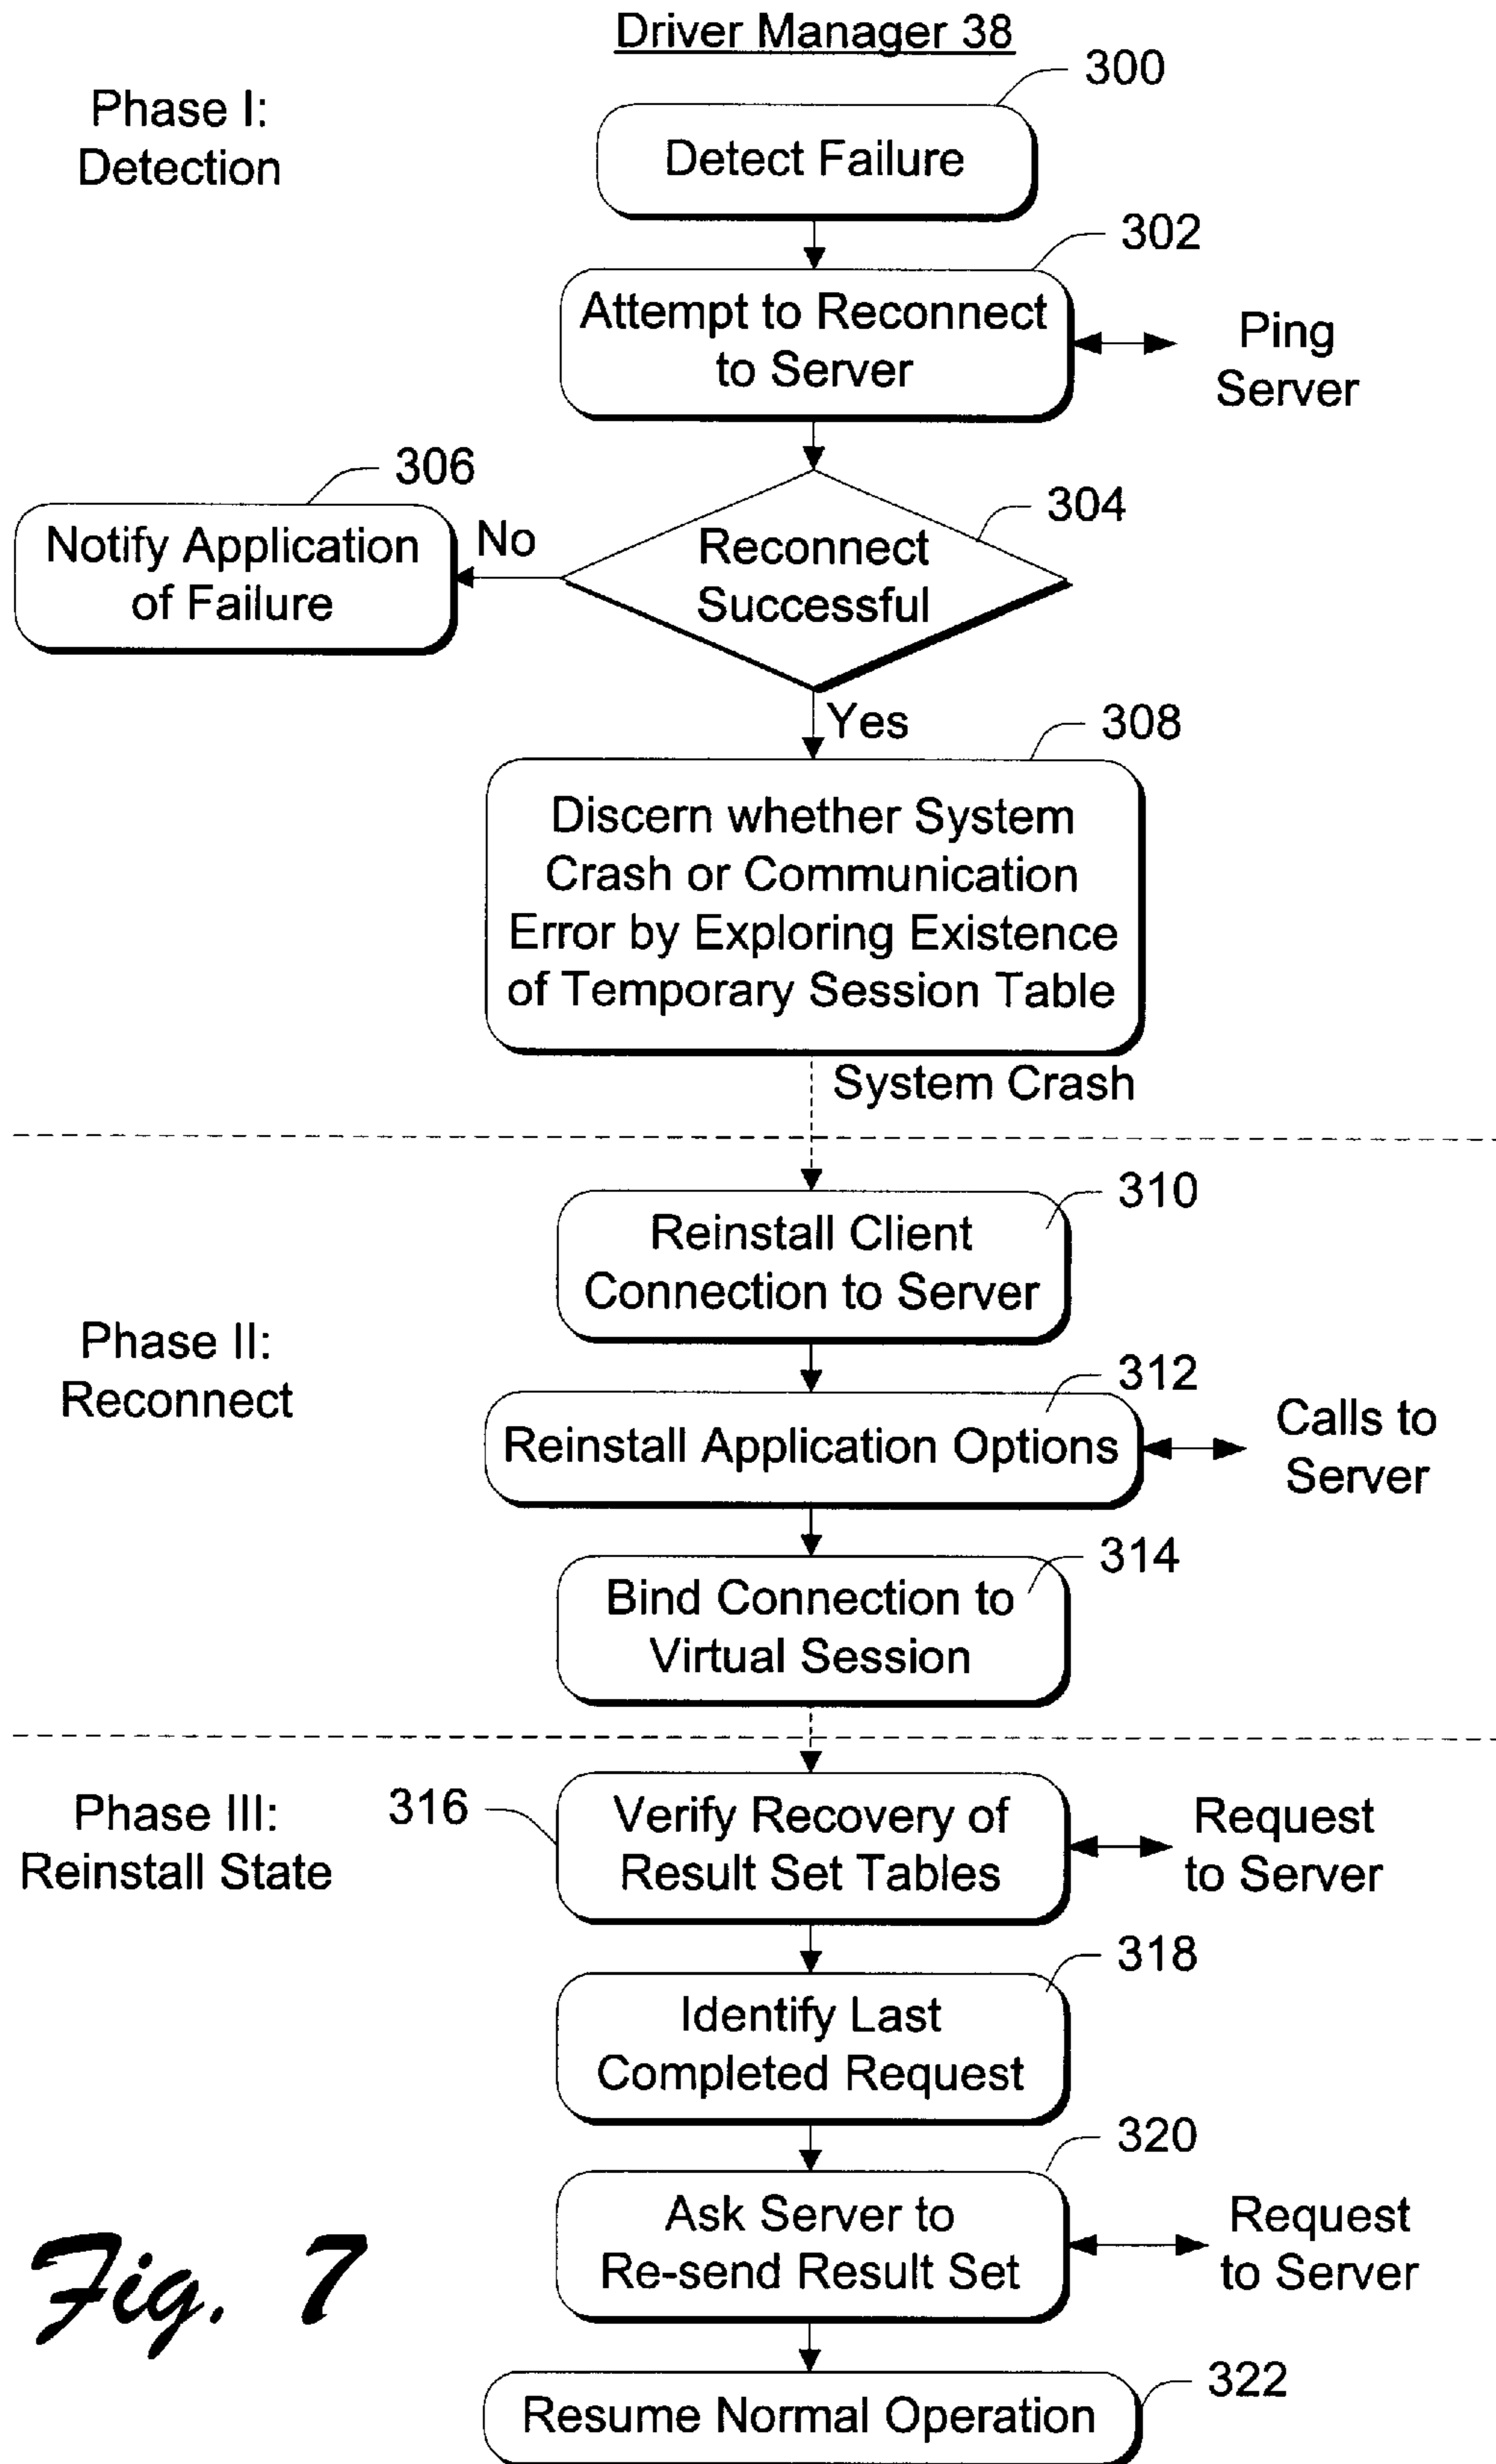 Driver Manager 38
300
Phase I:
Detection
Detect Failure
302
Attempt to Reconnect
to Server
Ping
Server
306
304
Notify Application
of Failure
No
Reconnect
Successful
Yes
308
Discern whether System
Crash or Communication
Error by Exploring Existence
of Temporary Session Table
System Crash
310
Reinstall Client
Connection to Server
Phase II:
Reconnect
312
Reinstall Application Options
Calls to
Server
314
Bind Connection to
Virtual Session
Phase III:
Reinstall State
316
Verify Recovery of
Result Set Tables
Request
to Server
318
Identify Last
Completed Request
320
Ask Server to
Re-send Result Set
Request
to Server
Fig. 7
322
Resume Normal Operation